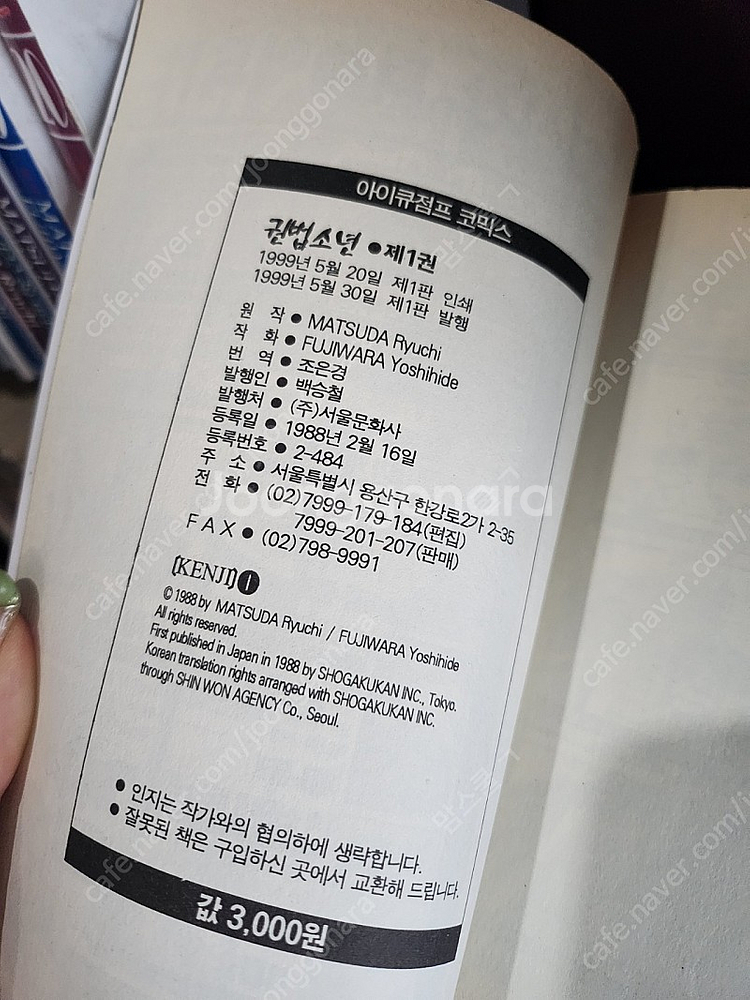 아이큐점프 코믹스
권법소년 ● 제1권
1999년 5월 20일 제1판 인쇄
1999년 5월 30일 제1판 발행
원 작 ● MATSUDA Ryuchi
작 화 ● FUJIWARA Yoshihide
번 역 ● 조은경
발행인 ● 백승철
발행처 ● (주)서울문화사
등록일 ● 1988년 2월 16일
등록번호 ● 2-484
주 소 ● 서울특별시 용산구 한강로2가 2-35
전 화 ● (02)7999-179-184(편집)
7999-201-207(판매)
F A X ● (02)798-9991
[KENJI] 1
© 1988 by MATSUDA Ryuchi / FUJIWARA Yoshihide
All rights reserved.
First published in Japan in 1988 by SHOGAKUKAN INC., Tokyo.
Korean translation rights arranged with SHOGAKUKAN INC.
through SHIN WON AGENCY Co., Seoul.
● 인지는 작가와의 협의하에 생략합니다.
● 잘못된 책은 구입하신 곳에서 교환해 드립니다.
값 3,000원
Joonggonara
cafe.naver.com/joonggonara